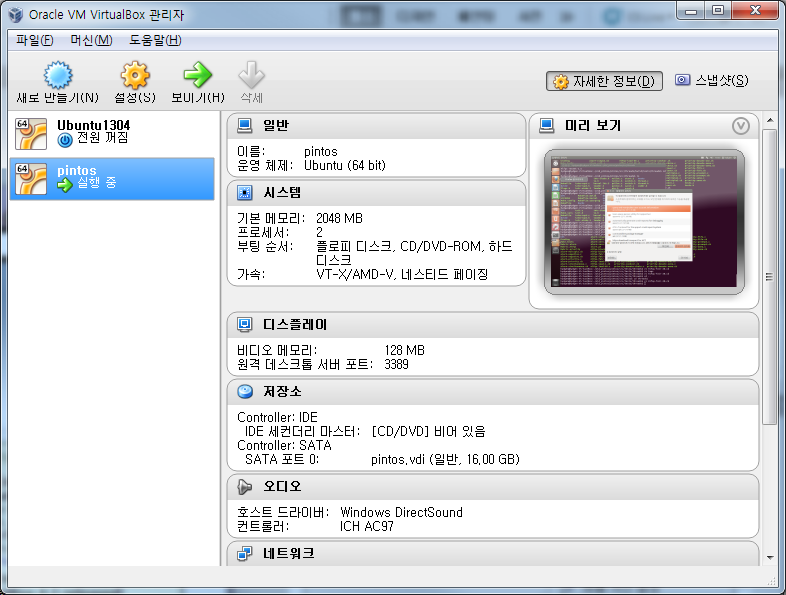 Oracle VM VirtualBox 관리자
파일(F) 머신(M) 도움말(H)
새로 만들기(N) 설정(S) 보미기(H) 삭제
자세한 정보(D) 스냅샷(S)
64 Ubuntu1304
전원 꺼짐
64 pintos
실행 중
일반
이름: pintos
운영 체제: Ubuntu (64 bit)
시스템
기본 메모리: 2048 MB
프로세서: 2
부팅 순서: 플로피 디스크, CD/DVD-ROM, 하드
디스크
가속: VT-X/AMD-V, 네스티드 페이징
미리 보기
디스플레이
비디오 메모리: 128 MB
원격 데스크톱 서버 포트: 3389
저장소
Controller: IDE
IDE 세컨더리 마스터: [CD/DVD] 비어 있음
Controller: SATA
SATA 포트 0: pintos.vdi (일반, 16,00 GB)
오디오
호스트 드라이버: Windows DirectSound
컨트롤러: ICH AC97
네트워크